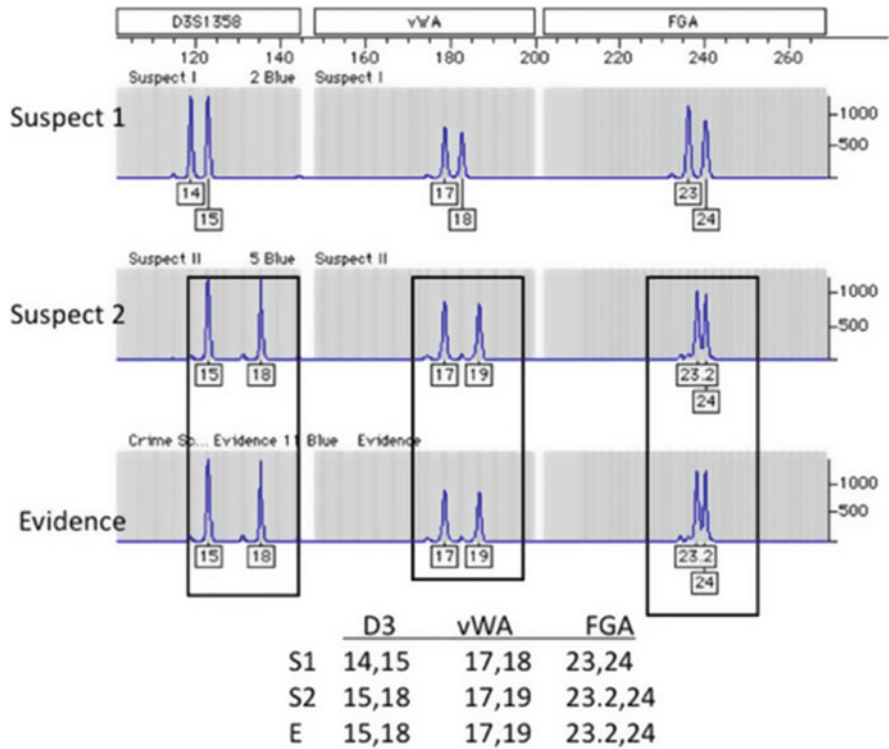 D3S1358 vWA FGA
120 140 160 180 200 220 240 260
Suspect I 2 Blue Suspect I
Suspect 1
1000
500
14 17 23
15 18 24
Suspect II 5 Blue Suspect II
Suspect 2
1000
500
15 18 17 19 23.2
24
Crime Sc... Evidence 11 Blue Evidence
Evidence
1000
500
15 18 17 19 23.2
24
D3 vWA FGA
S1 14,15 17,18 23,24
S2 15,18 17,19 23.2,24
E 15,18 17,19 23.2,24